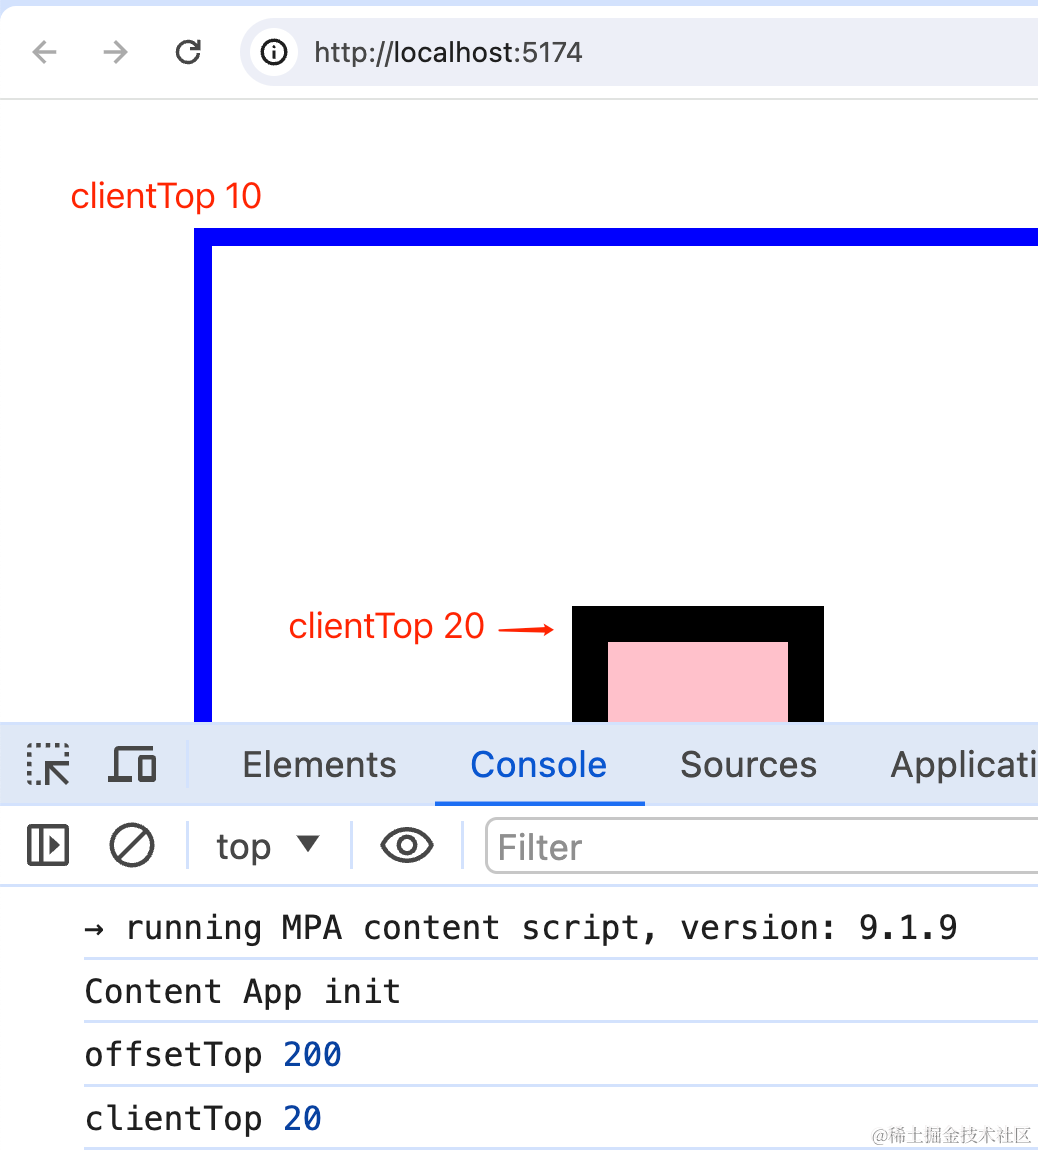 http://localhost:5174
clientTop 10
clientTop 20
Elements Console Sources Applicati
top Filter
→ running MPA content script, version: 9.1.9
Content App init
offsetTop 200
clientTop 20
@稀土掘金技术社区